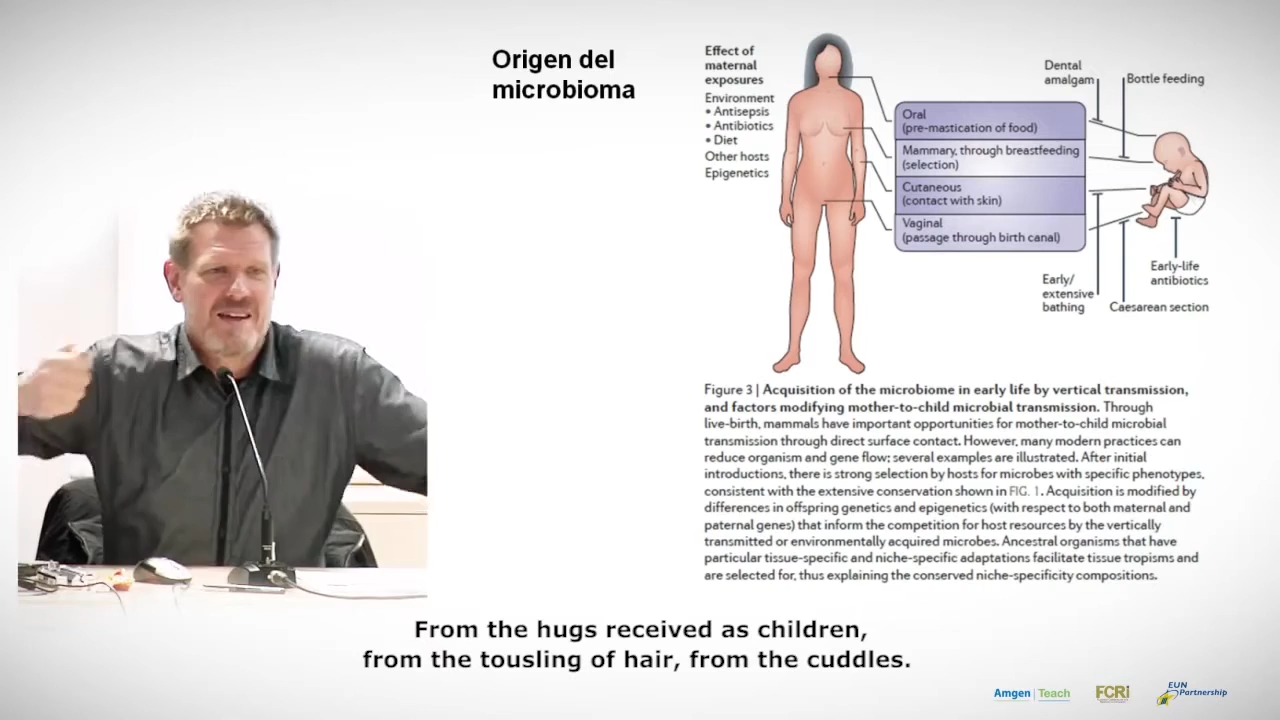 Origen del
microbioma
Effect of
maternal
exposures
Environment
• Antisepsis
• Antibiotics
• Diet
Other hosts
Epigenetics
Oral
(pre-mastication of food)
Mammary, through breastfeeding
(selection)
Cutaneous
(contact with skin)
Vaginal
(passage through birth canal)
Dental
amalgam
Bottle feeding
Early/
extensive
bathing
Caesarean section
Early-life
antibiotics
Figure 3 | Acquisition of the microbiome in early life by vertical transmission,
and factors modifying mother-to-child microbial transmission. Through
live-birth, mammals have important opportunities for mother-to-child microbial
transmission through direct surface contact. However, many modern practices can
reduce organism and gene flow; several examples are illustrated. After initial
introductions, there is strong selection by hosts for microbes with specific phenotypes,
consistent with the extensive conservation shown in FIG. 1. Acquisition is modified by
differences in offspring genetics and epigenetics (with respect to both maternal and
paternal genes) that inform the competition for host resources by the vertically
transmitted or environmentally acquired microbes. Ancestral organisms that have
particular tissue-specific and niche-specific adaptations facilitate tissue tropisms and
are selected for, thus explaining the conserved niche-specificity compositions.
From the hugs received as children,
from the tousling of hair, from the cuddles.
Amgen | Teach
FCRi
EUN
Partnership